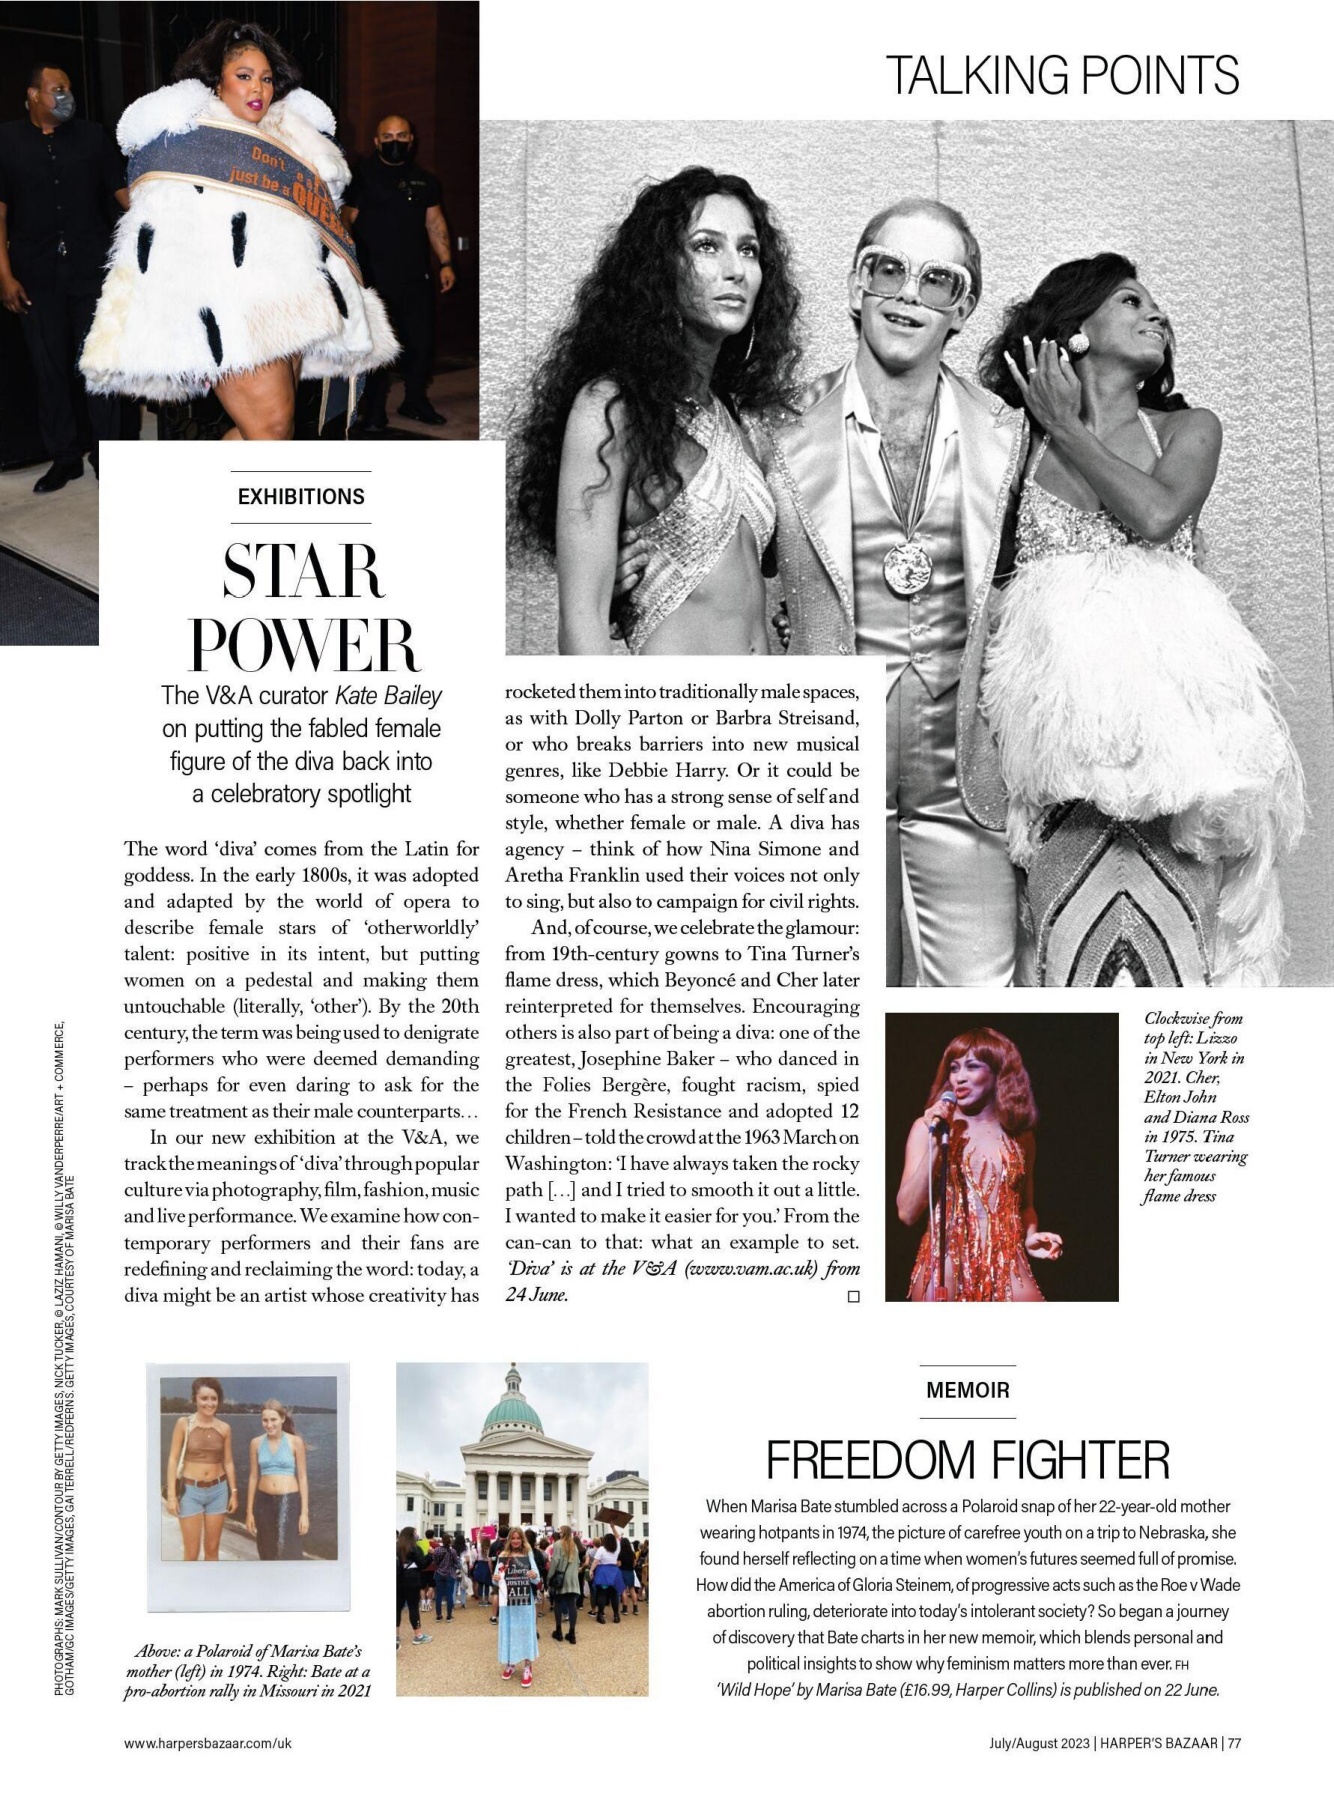 TALKING POINTS
Don't
just be a
QUEEN
EXHIBITIONS
STAR
POWER
The V&A curator Kate Bailey
on putting the fabled female
figure of the diva back into
a celebratory spotlight
The word ‘diva’ comes from the Latin for
goddess. In the early 1800s, it was adopted
and adapted by the world of opera to
describe female stars of ‘otherworldly’
talent: positive in its intent, but putting
women on a pedestal and making them
untouchable (literally, ‘other’). By the 20th
century, the term was being used to denigrate
performers who were deemed demanding
– perhaps for even daring to ask for the
same treatment as their male counterparts…
In our new exhibition at the V&A, we
track the meanings of ‘diva’ through popular
culture via photography, film, fashion, music
and live performance. We examine how con-
temporary performers and their fans are
redefining and reclaiming the word: today, a
diva might be an artist whose creativity has
rocketed them into traditionally male spaces,
as with Dolly Parton or Barbra Streisand,
or who breaks barriers into new musical
genres, like Debbie Harry. Or it could be
someone who has a strong sense of self and
style, whether female or male. A diva has
agency – think of how Nina Simone and
Aretha Franklin used their voices not only
to sing, but also to campaign for civil rights.
And, of course, we celebrate the glamour:
from 19th-century gowns to Tina Turner’s
flame dress, which Beyoncé and Cher later
reinterpreted for themselves. Encouraging
others is also part of being a diva: one of the
greatest, Josephine Baker – who danced in
the Folies Bergère, fought racism, spied
for the French Resistance and adopted 12
children – told the crowd at the 1963 March on
Washington: ‘I have always taken the rocky
path […] and I tried to smooth it out a little.
I wanted to make it easier for you.’ From the
can-can to that: what an example to set.
‘Diva’ is at the V&A (www.vam.ac.uk) from
24 June.
Clockwise from
top left: Lizzo
in New York in
2021. Cher,
Elton John
and Diana Ross
in 1975. Tina
Turner wearing
her famous
flame dress
PHOTOGRAPHS: MARK SULLIVAN/CONTOUR BY GETTY IMAGES, NICK TUCKER, © LAZIZ HAMANI, © WILLY VANDERPERRE/ART + COMMERCE,
GOTHAM/GC IMAGES/GETTY IMAGES, GAI TERRELL/REDFERNS. GETTY IMAGES, COURTESY OF MARISA BATE
Liberty
JUSTICE
ALL
Above: a Polaroid of Marisa Bate’s
mother (left) in 1974. Right: Bate at a
pro-abortion rally in Missouri in 2021
MEMOIR
FREEDOM FIGHTER
When Marisa Bate stumbled across a Polaroid snap of her 22-year-old mother
wearing hotpants in 1974, the picture of carefree youth on a trip to Nebraska, she
found herself reflecting on a time when women’s futures seemed full of promise.
How did the America of Gloria Steinem, of progressive acts such as the Roe v Wade
abortion ruling, deteriorate into today’s intolerant society? So began a journey
of discovery that Bate charts in her new memoir, which blends personal and
political insights to show why feminism matters more than ever. FH
‘Wild Hope’ by Marisa Bate (£16.99, Harper Collins) is published on 22 June.
www.harpersbazaar.com/uk
July/August 2023 | HARPER’S BAZAAR | 77